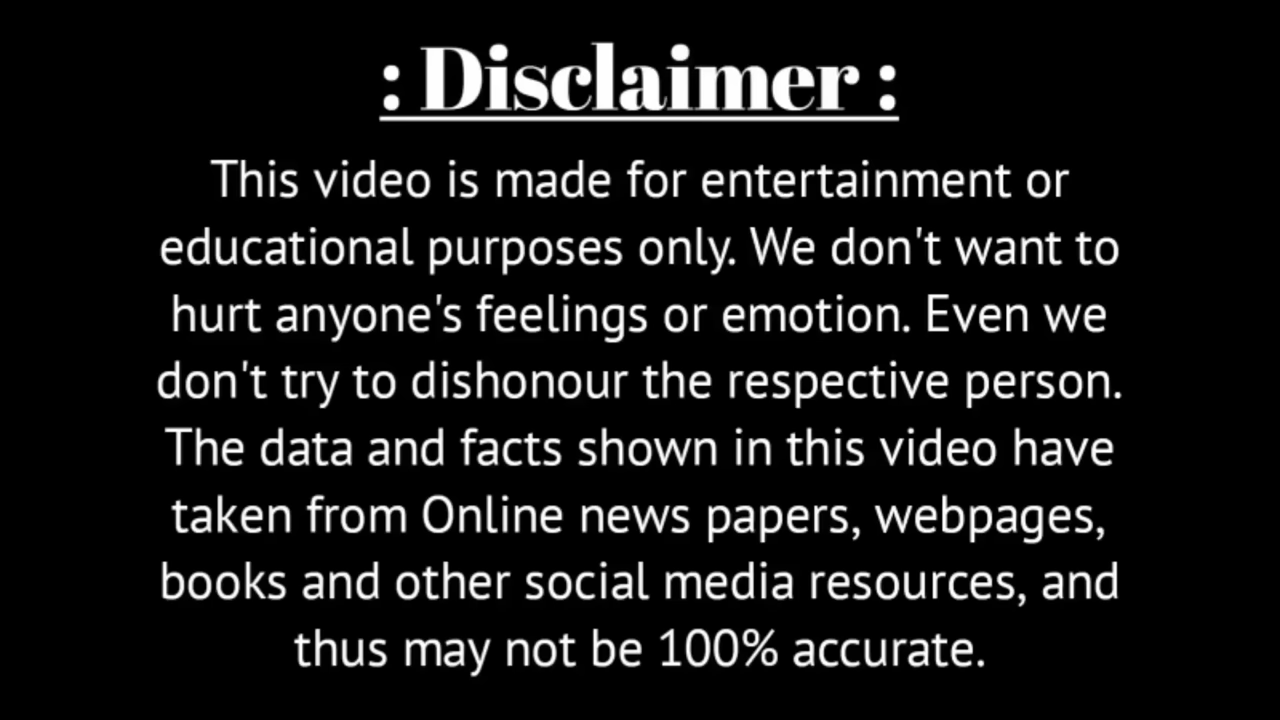 : Disclaimer :
This video is made for entertainment or
educational purposes only. We don't want to
hurt anyone's feelings or emotion. Even we
don't try to dishonour the respective person.
The data and facts shown in this video have
taken from Online news papers, webpages,
books and other social media resources, and
thus may not be 100% accurate.